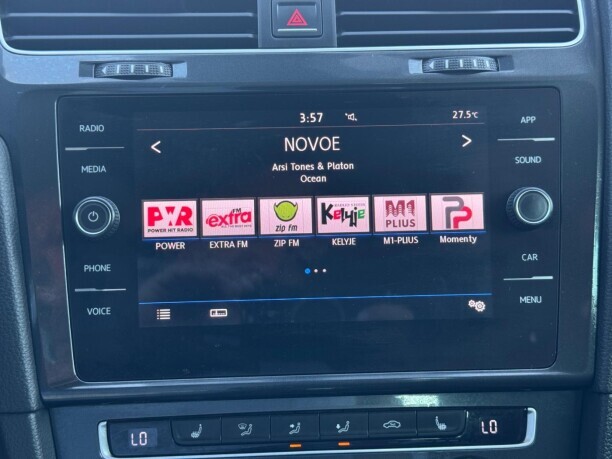 RADIO
MEDIA
PHONE
VOICE
3:57
27.5°C
NOVOE
Arsi Tones & Platon
Ocean
PWR
POWER HIT RADIO
extra FM
zip fm
Kelyje
M1
PLIUS
POWER
EXTRA FM
ZIP FM
KELYJE
M1-PLIUS
Momenty
APP
SOUND
CAR
MENU
LO
LO